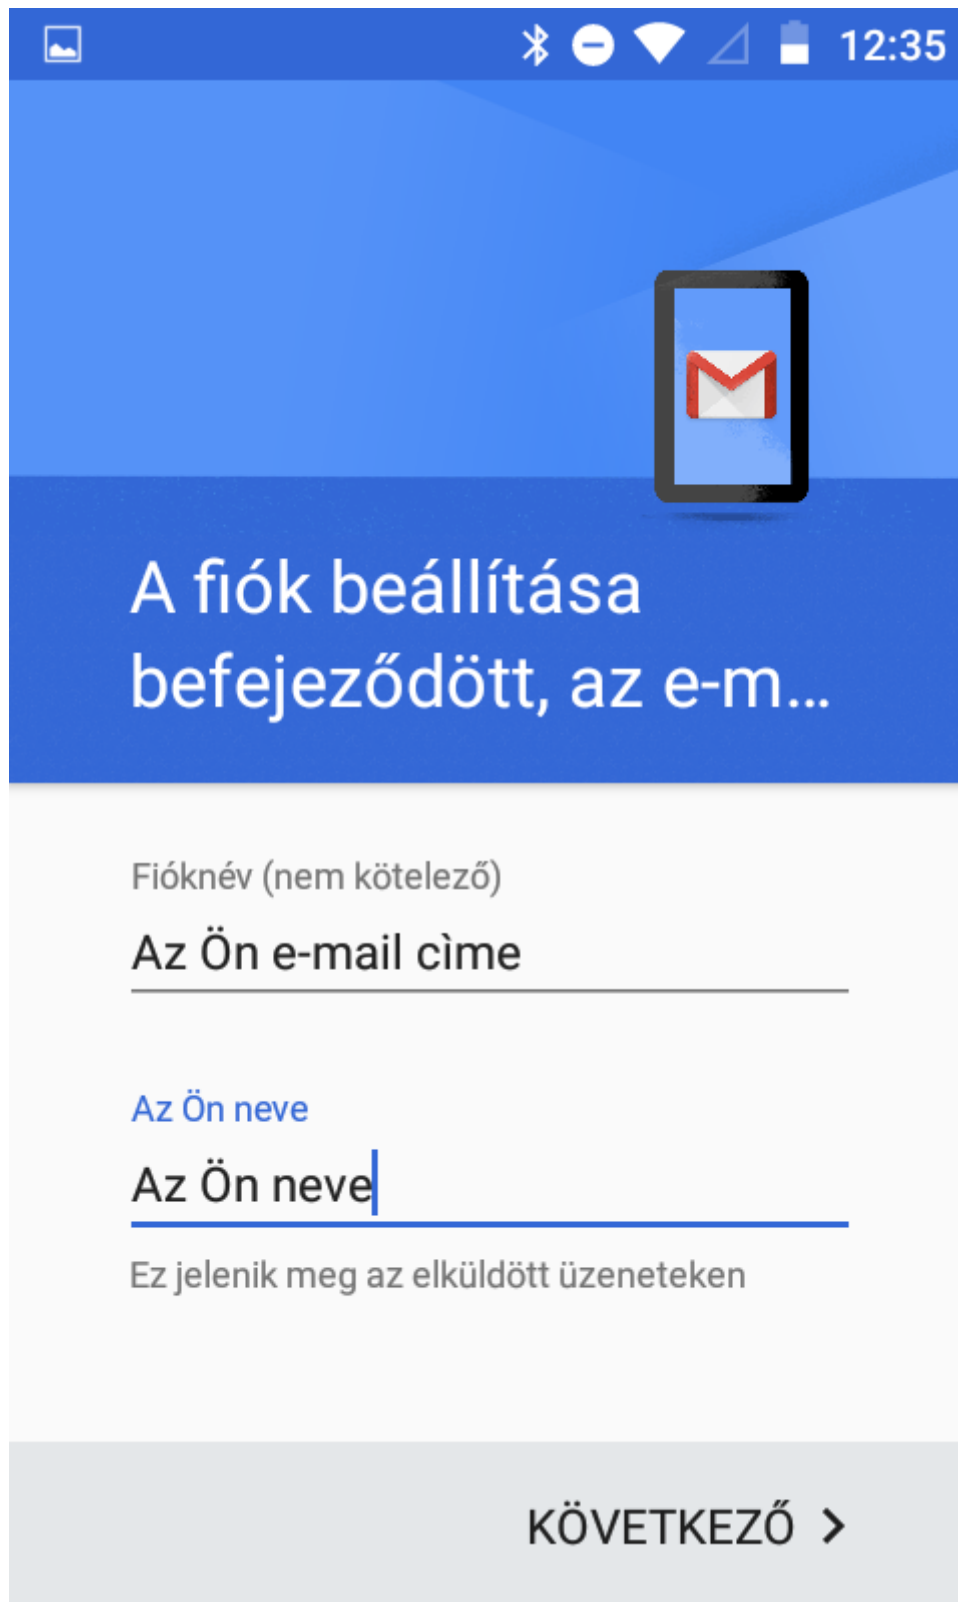 12:35
A fiók beállítása
befejeződött, az e-m...
Fióknév (nem kötelező)
Az Ön e-mail cìme
Az Ön neve
Az Ön neve
Ez jelenik meg az elküldött üzeneteken
KÖVETKEZŐ